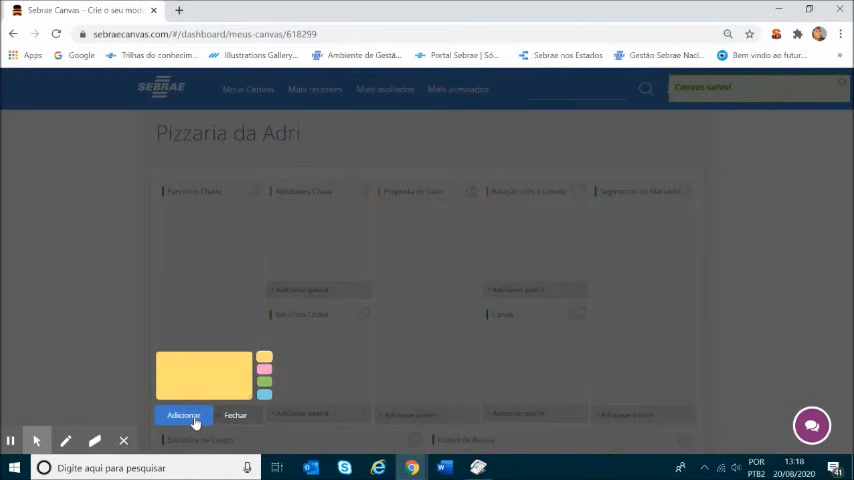 Sebrae Canvas – Crie o seu mode
sebraecanvas.com/#/dashboard/meus-canvas/618299
Apps
Google
Trilhas do conhecim...
Illustrations Gallery...
Ambiente de Gestã...
Portal Sebrae | Só...
Sebrae nos Estados
Gestão Sebrae Naci...
Bem vindo ao futur...
»
SEBRAE
Meus Canvas
Mais recentes
Mais avaliados
Mais acessados
Canvas salvo!
Pizzaria da Adri
Parceiros Chave
Atividades Chave
Proposta de Valor
Relação com o Cliente
Segmentos de Mercado
+ Adicionar postit
+ Adicionar postit
Recursos Chave
Canais
Adicionar
Fechar
+ Adicionar postit
+ Adicionar postit
+ Adicionar postit
+ Adicionar postit
Estrutura de Custos
Fontes de Renda
Digite aqui para pesquisar
POR
PTB2
13:18
20/08/2020
41